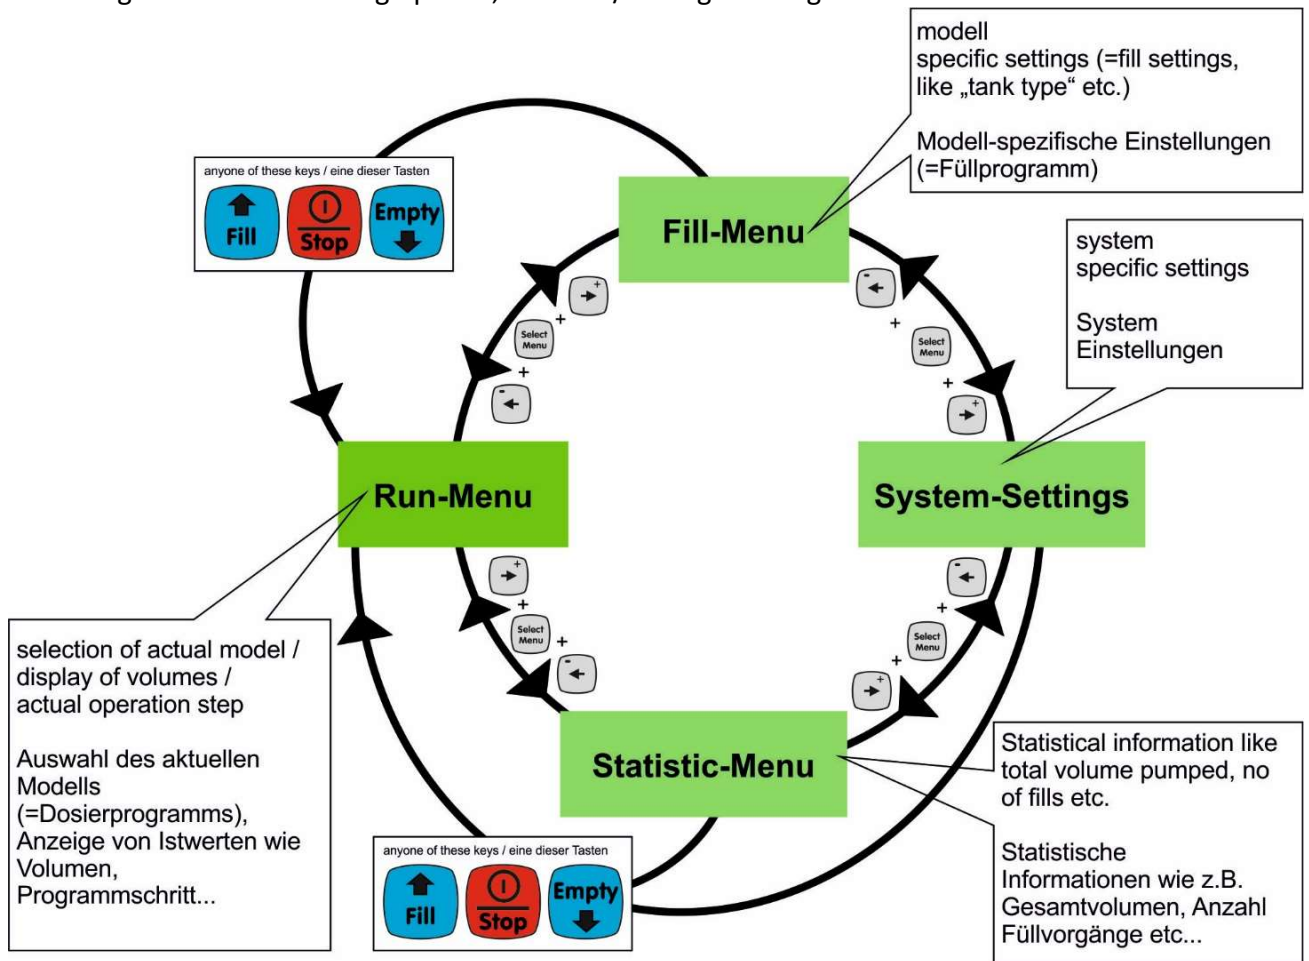 modell
specific settings (=fill settings,
like „tank type“ etc.)
Modell-spezifische Einstellungen
(=Füllprogramm)
anyone of these keys / eine dieser Tasten
Fill
Stop
Empty
Fill-Menu
system
specific settings
System
Einstellungen
+
-
+
Select
Menu
+
Select
Menu
+
+
-
+
Run-Menu
System-Settings
+
-
+
+
Select
Menu
+
Select
Menu
+
-
+
selection of actual model /
display of volumes /
actual operation step
Auswahl des aktuellen
Modells
(=Dosierprogramms),
Anzeige von Istwerten wie
Volumen,
Programmschritt...
Statistic-Menu
Statistical information like
total volume pumped, no
of fills etc.
Statistische
Informationen wie z.B.
Gesamtvolumen, Anzahl
Füllvorgänge etc...
anyone of these keys / eine dieser Tasten
Fill
Stop
Empty